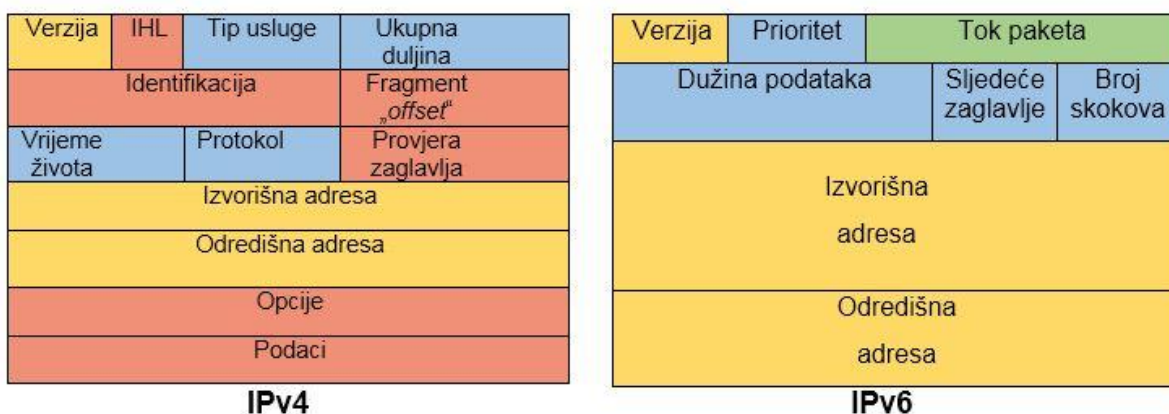 Verzija IHL Tip usluge Ukupna
duljina
Identifikacija Fragment
„offset“
Vrijeme
života Protokol Provjera
zaglavlja
Izvorišna adresa
Odredišna adresa
Opcije
Podaci
IPv4
Verzija Prioritet Tok paketa
Dužina podataka Sljedeće
zaglavlje Broj
skokova
Izvorišna
adresa
Odredišna
adresa
IPv6